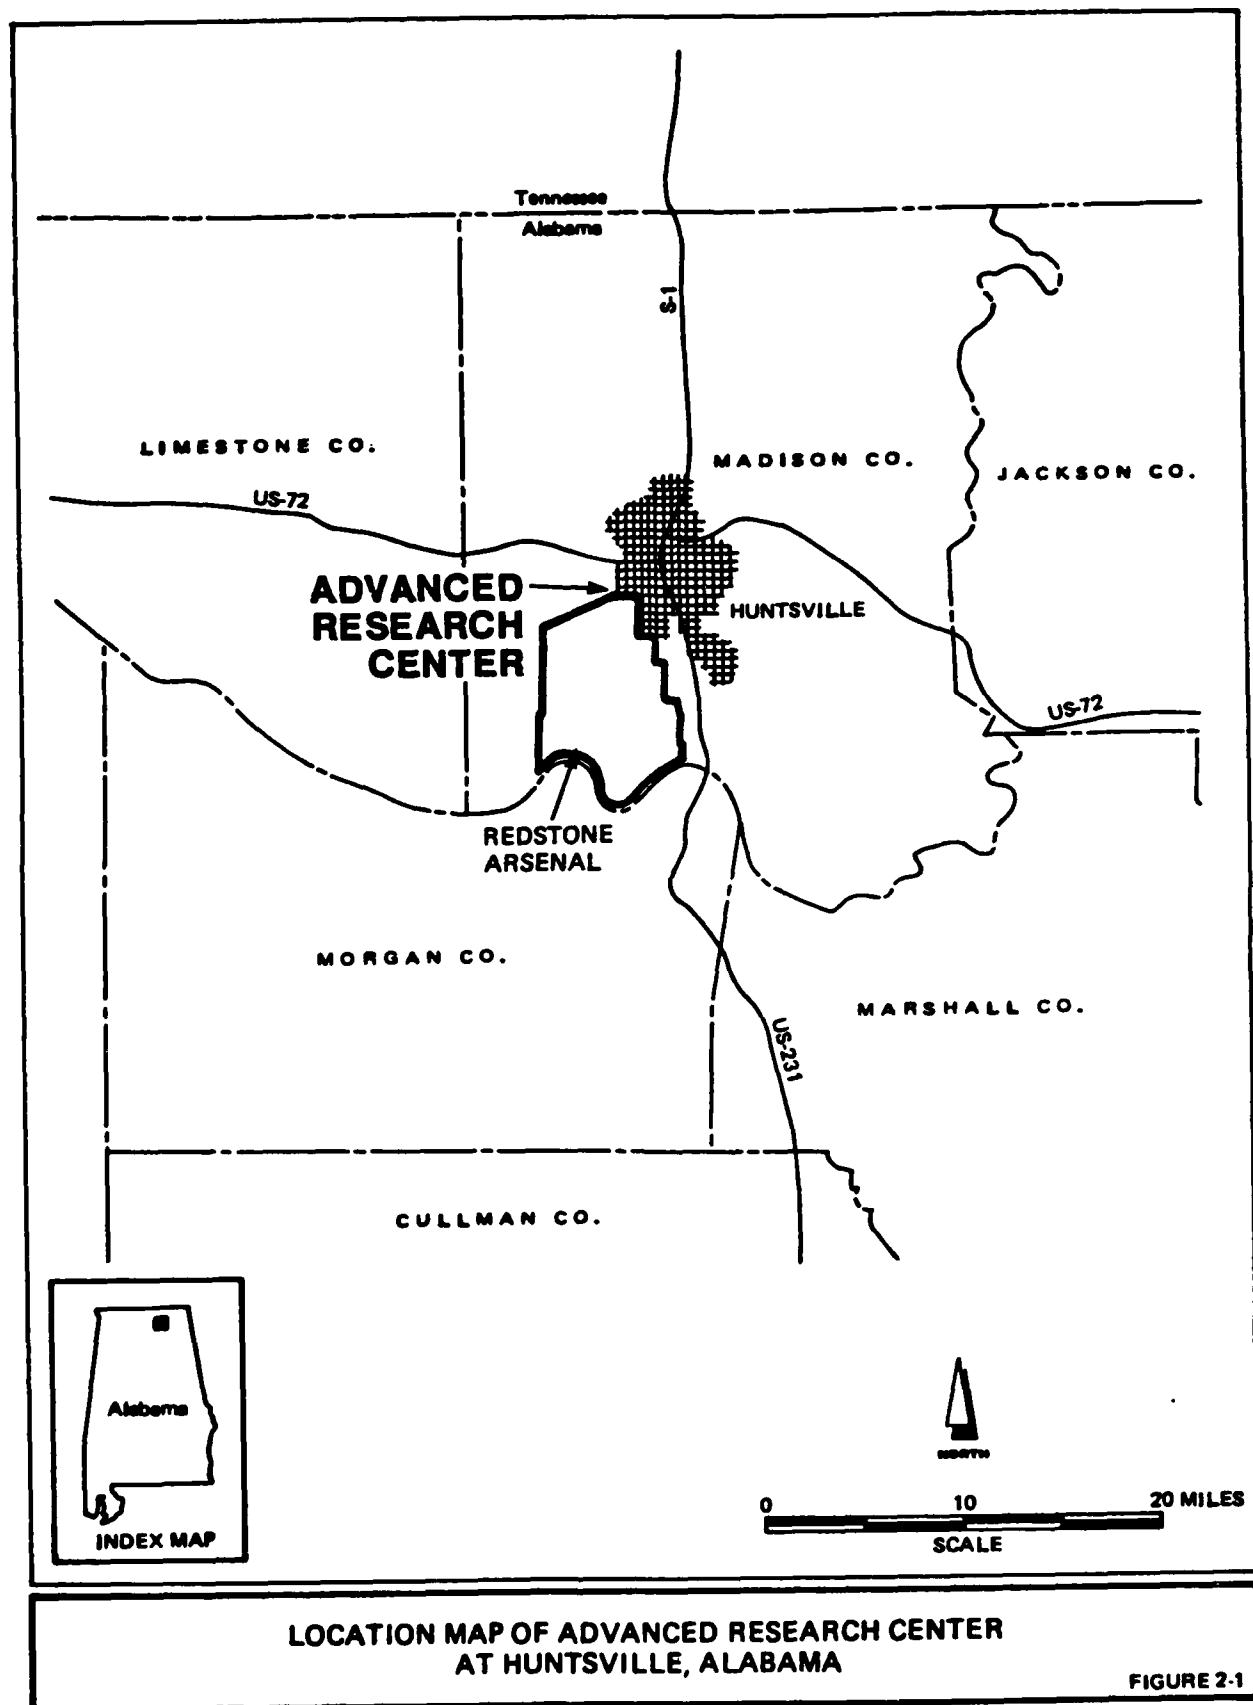 Tennessee
Alabama
S-1
LIMESTONE CO.
MADISON CO.
JACKSON CO.
US-72
ADVANCED
RESEARCH
CENTER
HUNTSVILLE
US-72
REDSTONE
ARSENAL
MORGAN CO.
MARSHALL CO.
US-231
CULLMAN CO.
Alabama
INDEX MAP
NORTH
0 10 20 MILES
SCALE
LOCATION MAP OF ADVANCED RESEARCH CENTER
AT HUNTSVILLE, ALABAMA
FIGURE 2-1